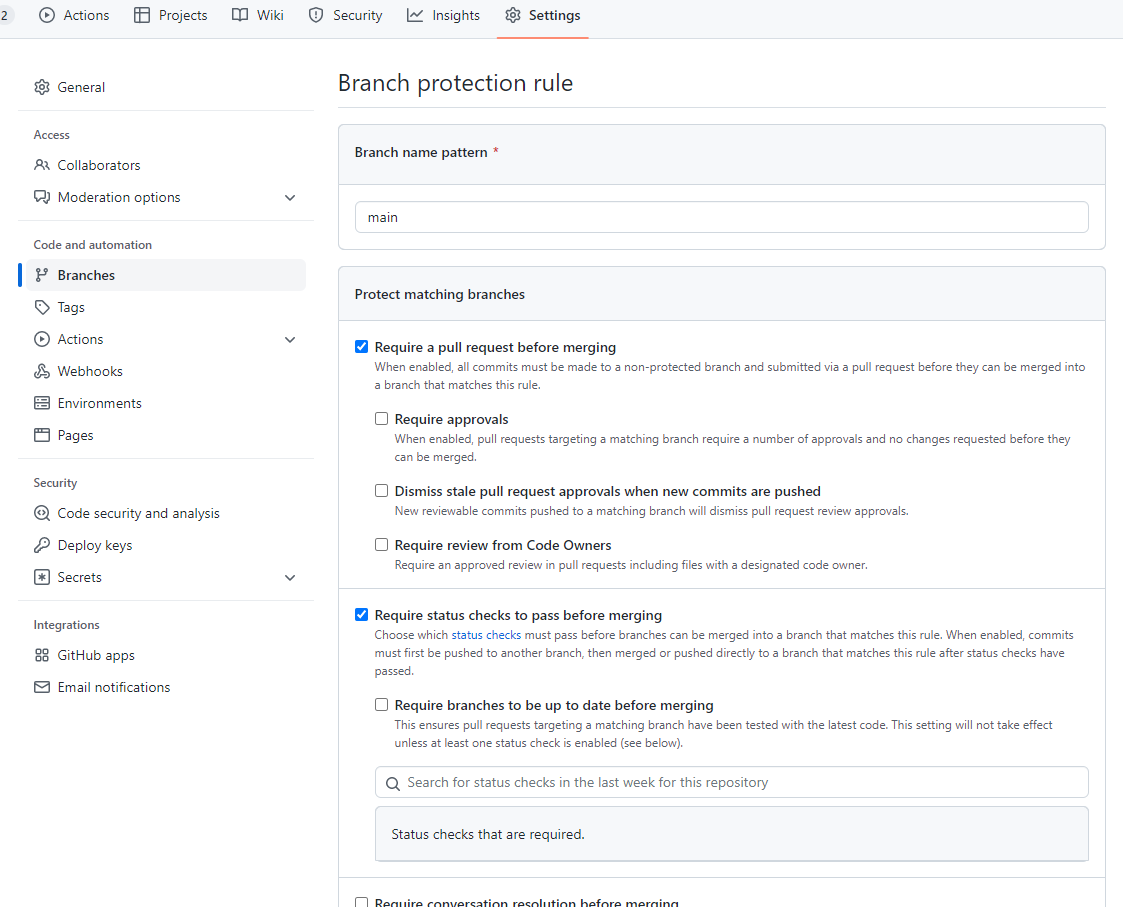 2 Actions Projects Wiki Security Insights Settings
General
Access
Collaborators
Moderation options
Code and automation
Branches
Tags
Actions
Webhooks
Environments
Pages
Security
Code security and analysis
Deploy keys
Secrets
Integrations
GitHub apps
Email notifications
Branch protection rule
Branch name pattern *
main
Protect matching branches
Require a pull request before merging
When enabled, all commits must be made to a non-protected branch and submitted via a pull request before they can be merged into
a branch that matches this rule.
Require approvals
When enabled, pull requests targeting a matching branch require a number of approvals and no changes requested before they
can be merged.
Dismiss stale pull request approvals when new commits are pushed
New reviewable commits pushed to a matching branch will dismiss pull request review approvals.
Require review from Code Owners
Require an approved review in pull requests including files with a designated code owner.
Require status checks to pass before merging
Choose which status checks must pass before branches can be merged into a branch that matches this rule. When enabled, commits
must first be pushed to another branch, then merged or pushed directly to a branch that matches this rule after status checks have
passed.
Require branches to be up to date before merging
This ensures pull requests targeting a matching branch have been tested with the latest code. This setting will not take effect
unless at least one status check is enabled (see below).
Search for status checks in the last week for this repository
Status checks that are required.
Require conversation resolution before merging